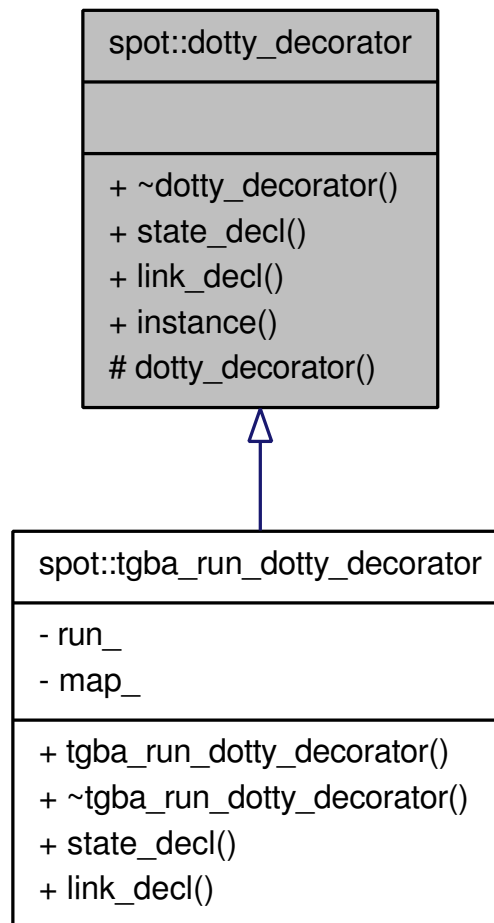 spot::dotty_decorator
+ ~dotty_decorator()
+ state_decl()
+ link_decl()
+ instance()
# dotty_decorator()
spot::tgba_run_dotty_decorator
- run_
- map_
+ tgba_run_dotty_decorator()
+ ~tgba_run_dotty_decorator()
+ state_decl()
+ link_decl()